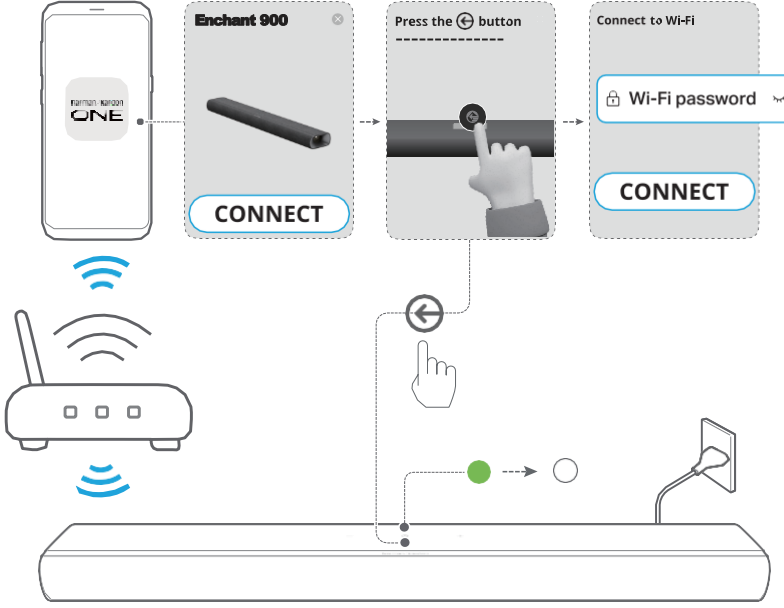 harman / kardon
ONE
Enchant 900
CONNECT
Press the button
Connect to Wi-Fi
Wi-Fi password
CONNECT